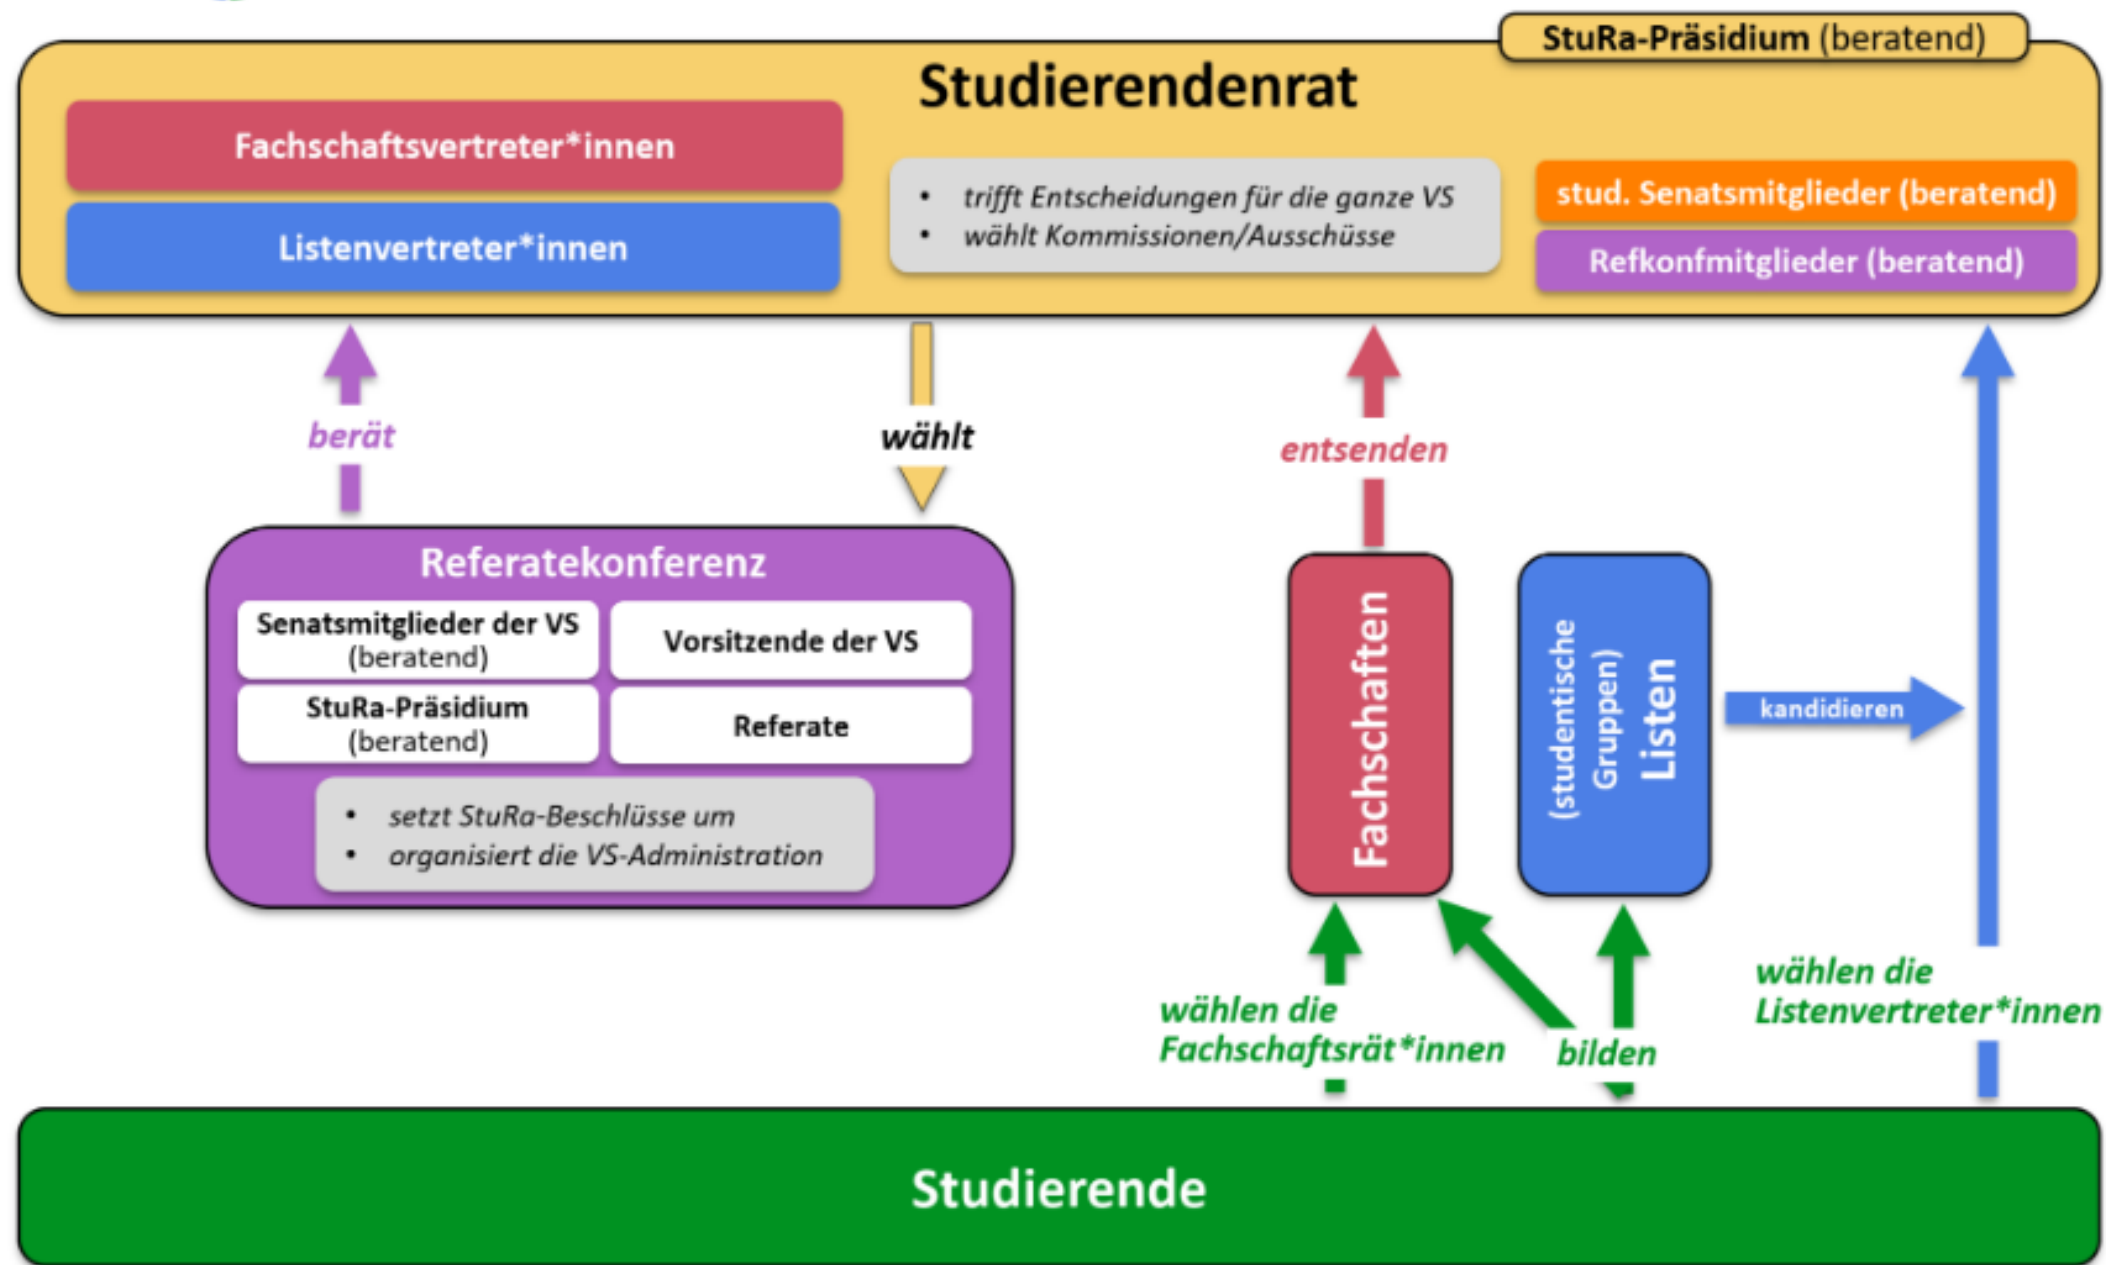 StuRa-Präsidium (beratend)
Studierendenrat
Fachschaftsvertreter*innen
Listenvertreter*innen
• trifft Entscheidungen für die ganze VS
• wählt Kommissionen/Ausschüsse
stud. Senatsmitglieder (beratend)
Refkonfmitglieder (beratend)
berät
wählt
entsenden
Referatekonferenz
Senatsmitglieder der VS
(beratend)
Vorsitzende der VS
StuRa-Präsidium
(beratend)
Referate
• setzt StuRa-Beschlüsse um
• organisiert die VS-Administration
Fachschaften
(studentische
Gruppen)
Listen
kandidieren
wählen die
Fachschaftsrät*innen
bilden
wählen die
Listenvertreter*innen
Studierende